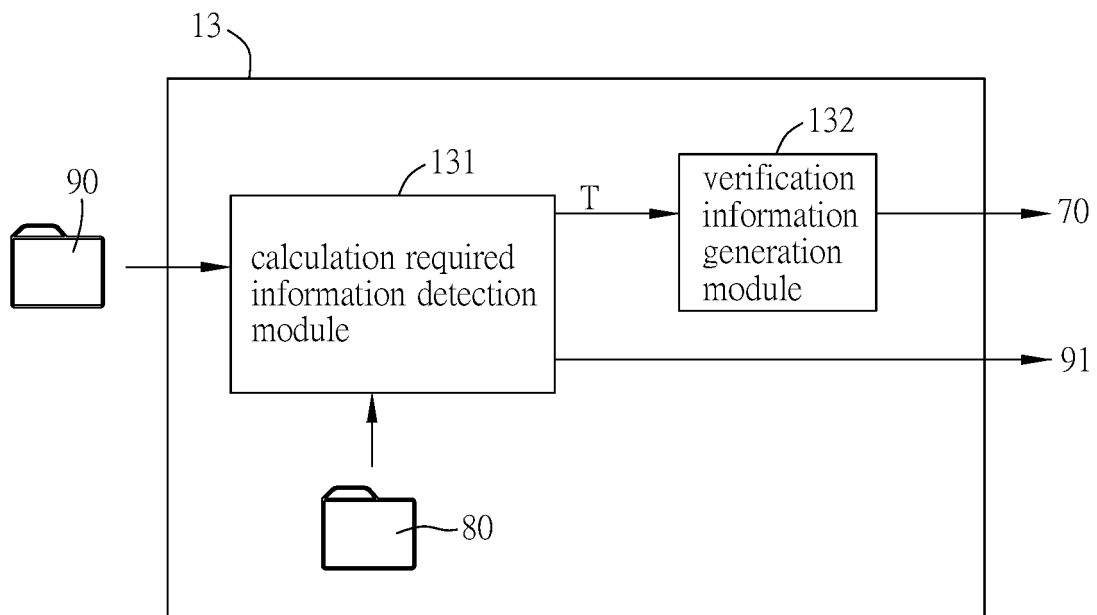 13
132
131
90
T
verification
information
generation
module
70
calculation required
information detection
module
91
80